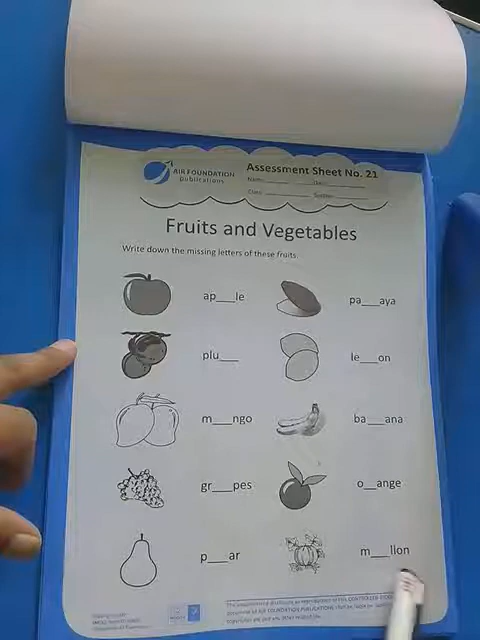 AIR FOUNDATION
Publications
Assessment Sheet No. 21
Name:
Class:
Fruits and Vegetables
Write down the missing letters of these fruits.
ap___le
pa___aya
plu___
le___on
m___ngo
ba___ana
gr___pes
o__ange
p___ar
m___llon